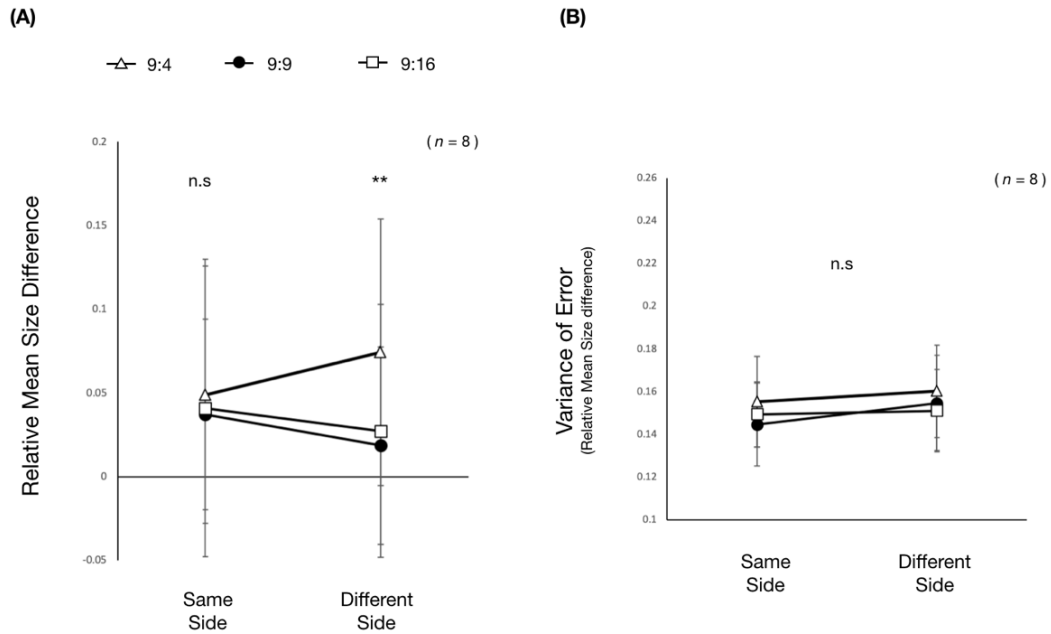 (A)
9:4 9:9 9:16
( n = 8 )
n.s **
Relative Mean Size Difference
0.2
0.15
0.1
0.05
0
-0.05
Same Side
Different Side
(B)
( n = 8 )
n.s
Variance of Error
(Relative Mean Size difference)
0.26
0.24
0.22
0.2
0.18
0.16
0.14
0.12
0.1
Same Side
Different Side